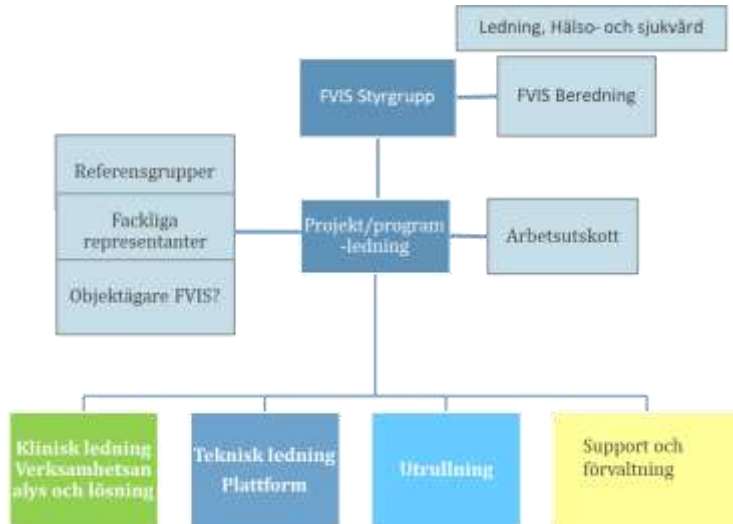 Ledning, Hälso- och sjukvård
FVIS Styrgrupp
FVIS Beredning
Referensgrupper
Fackliga
representanter
Objektägare FVIS?
Projekt/program
-ledning
Arbetsutskott
Klinisk ledning
Verksamhetsan
alys och lösning
Teknisk ledning
Plattform
Utrullning
Support och
förvaltning